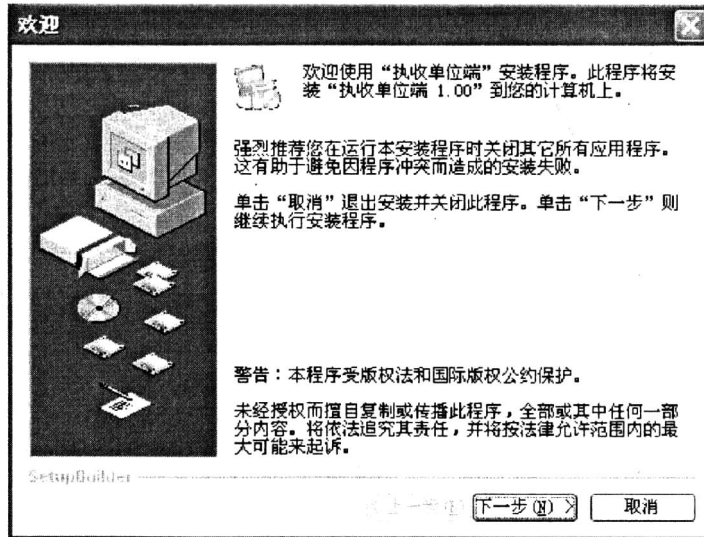 欢迎
欢迎使用“执收单位端”安装程序。此程序将安
装“执收单位端 1.00”到您的计算机上。
强烈推荐您在运行本安装程序时关闭其它所有应用程序。
这有助于避免因程序冲突而造成的安装失败。
单击“取消”退出安装并关闭此程序。单击“下一步”则
继续执行安装程序。
警告：本程序受版权法和国际版权公约保护。
未经授权而擅自复制或传播此程序，全部或其中任何一部
分内容。将依法追究其责任，并将按法律允许范围内的最
大可能来起诉。
SetupBuilder
下一步(N) >
取消